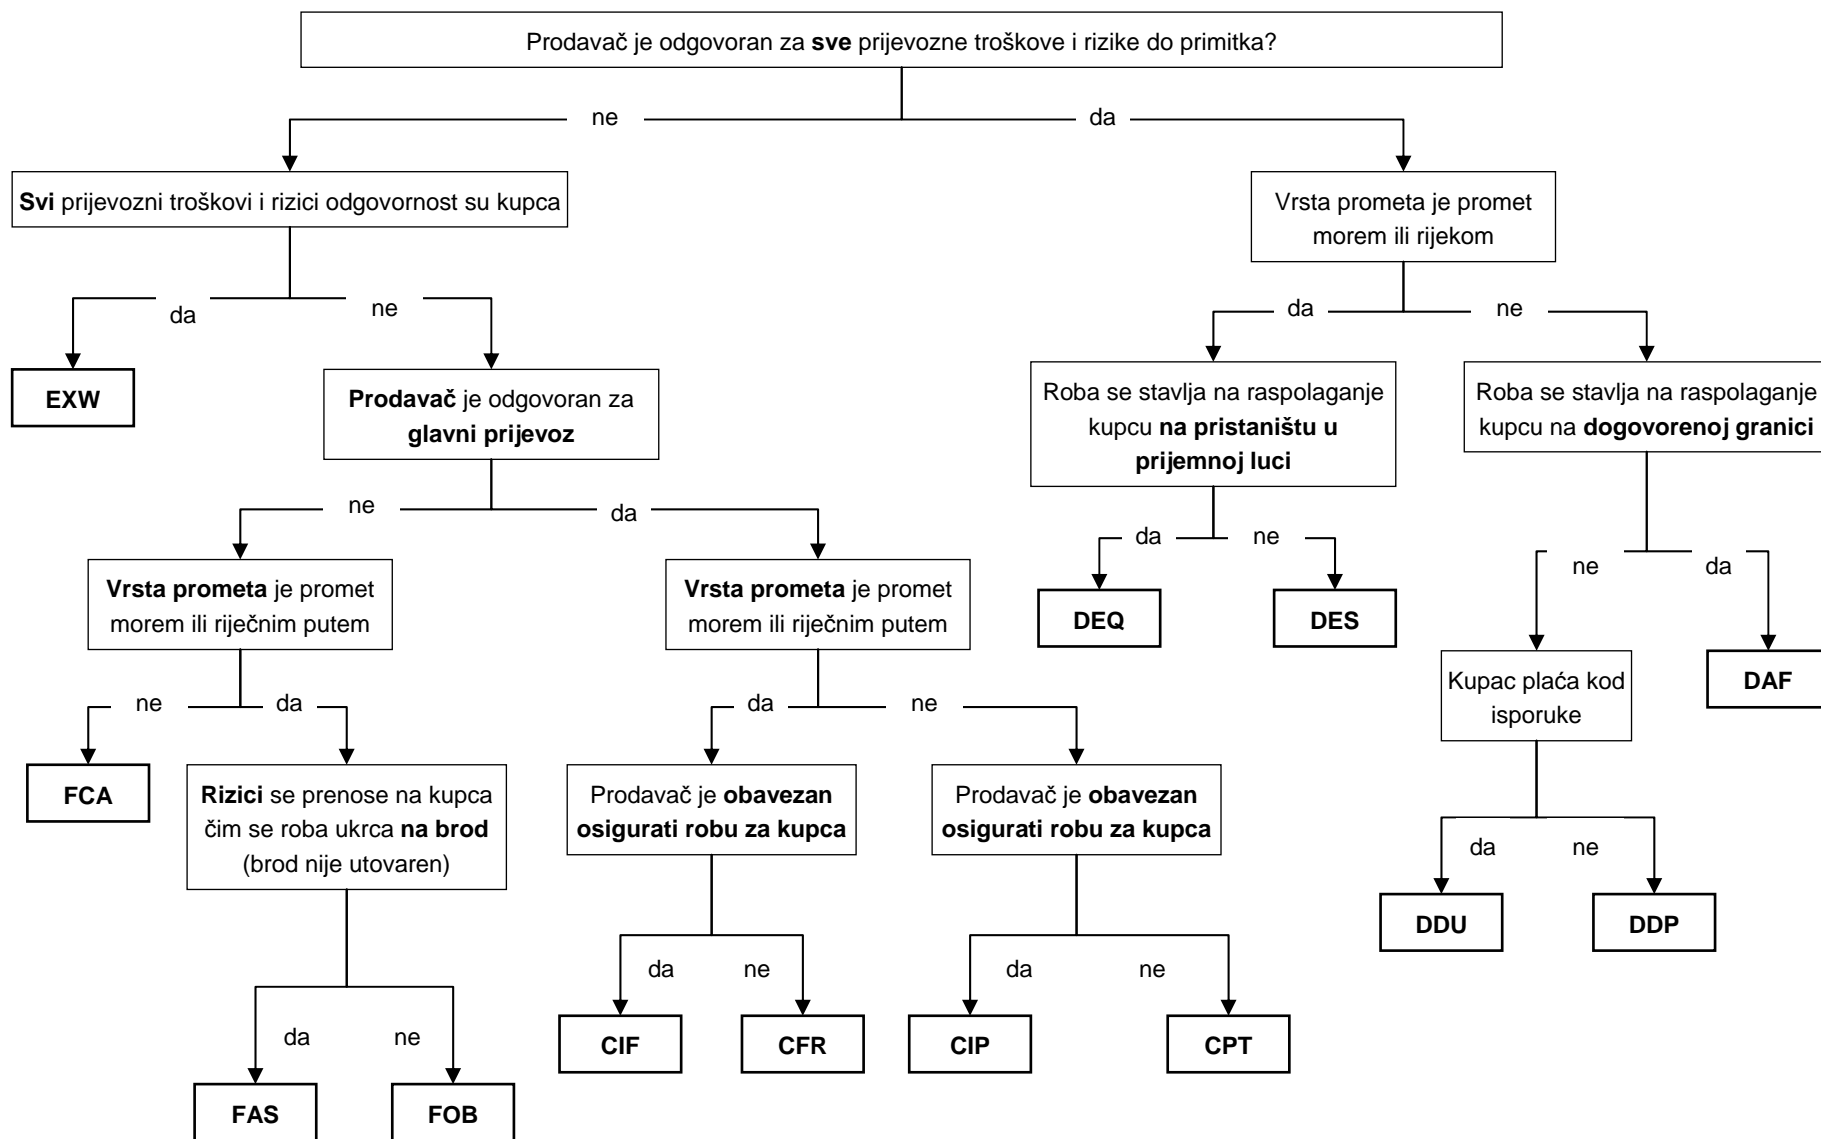 Prodavač je odgovoran za sve prijevozne troškove i rizike do primitka?
ne
da
Svi prijevozni troškovi i rizici odgovornost su kupca
Vrsta prometa je promet
morem ili rijekom
da
ne
da
ne
EXW
Prodavač je odgovoran za
glavni prijevoz
Roba se stavlja na raspolaganje
kupcu na pristaništu u
prijemnoj luci
Roba se stavlja na raspolaganje
kupcu na dogovorenoj granici
ne
da
da
ne
ne
da
Vrsta prometa je promet
morem ili riječnim putem
Vrsta prometa je promet
morem ili riječnim putem
DEQ
DES
Kupac plaća kod
isporuke
DAF
ne
da
da
ne
FCA
Rizici se prenose na kupca
čim se roba ukrca na brod
(brod nije utovaren)
Prodavač je obavezan
osigurati robu za kupca
Prodavač je obavezan
osigurati robu za kupca
da
ne
DDU
DDP
da
ne
da
ne
da
ne
CIF
CFR
CIP
CPT
FAS
FOB